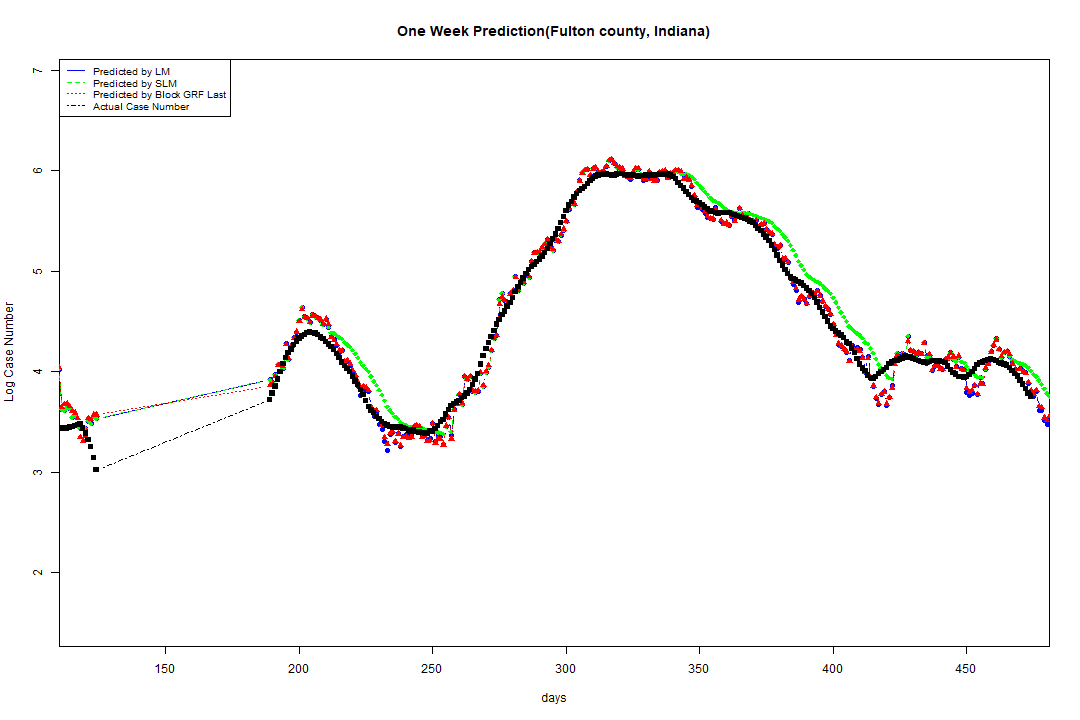 One Week Prediction(Fulton county, Indiana)
7
Predicted by LM
Predicted by SLM
Predicted by Block GRF Last
Actual Case Number
6
5
4
3
2
Log Case Number
150 200 250 300 350 400 450
days